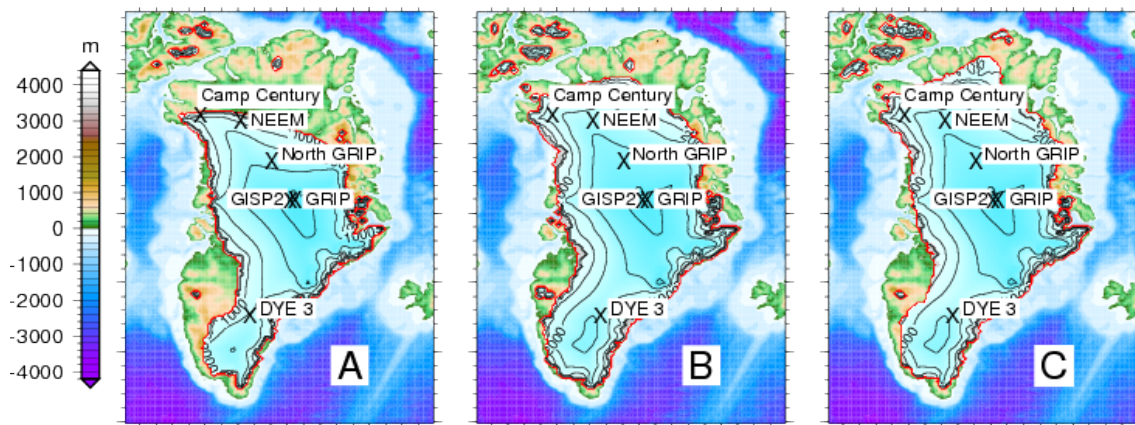 m
4000
3000
2000
1000
0
-1000
-2000
-3000
-4000
Camp Century
NEEM
North GRIP
GISP2 GRIP
DYE 3
A
Camp Century
NEEM
North GRIP
GISP2 GRIP
DYE 3
B
Camp Century
NEEM
North GRIP
GISP2 GRIP
DYE 3
C